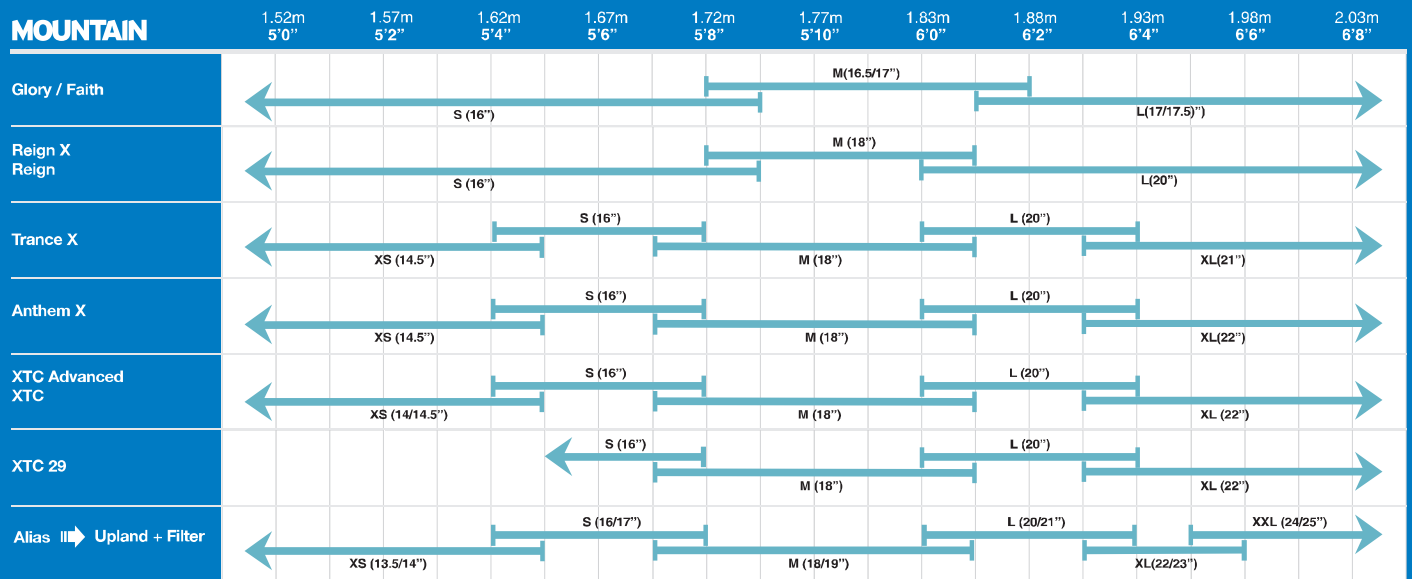 MOUNTAIN
1.52m 1.57m 1.62m 1.67m 1.72m 1.77m 1.83m 1.88m 1.93m 1.98m 2.03m
5’0” 5’2” 5’4” 5’6” 5’8” 5’10” 6’0” 6’2” 6’4” 6’6” 6’8”
Glory / Faith
M(16.5/17”)
S (16”)
L(17/17.5)”)
Reign X
Reign
M (18”)
S (16”)
L(20”)
Trance X
S (16”) L (20”)
XS (14.5”) M (18”) XL(21”)
Anthem X
S (16”) L (20”)
XS (14.5”) M (18”) XL(22”)
XTC Advanced
XTC
S (16”) L (20”)
XS (14/14.5”) M (18”) XL (22”)
XTC 29
S (16”) L (20”)
M (18”) XL (22”)
Alias Upland + Filter
S (16/17”) L (20/21”) XXL (24/25”)
XS (13.5/14”) M (18/19”) XL(22/23”)